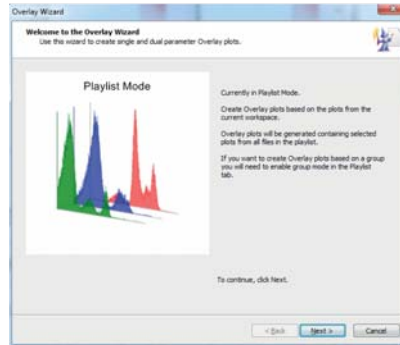 Overlay Wizard
Welcome to the Overlay Wizard
Use this wizard to create single and dual parameter Overlay plots.
Playlist Mode
Currently in Playlist Mode.
Create Overlay plots based on the plots from the
current workspace.
Overlay plots will be generated containing selected
plots from all files in the playlist.
If you want to create Overlay plots based on a group
you will need to enable group mode in the Playlist
tab.
To continue, click Next.
< Back
Next >
Cancel